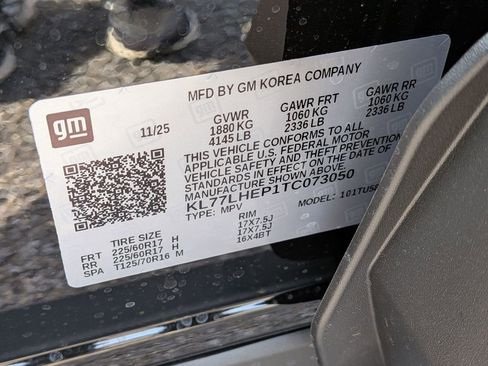 MFD BY GM KOREA COMPANY
gm
11/25
GVWR GAWR FRT GAWR RR
1880 KG 1060 KG 1060 KG
4145 LB 2336 LB 2336 LB
THIS VEHICLE CONFORMS TO ALL
APPLICABLE U.S. FEDERAL MOTOR
VEHICLE SAFETY STANDARDS
IN EFFECT ON THE DATE OF
MANUFACTURE SHOWN ABOVE
KL77LHEP1TC073050
TYPE: MPV MODEL: 101TU58
TIRE SIZE RIM
FRT 225/60R17 H 17X7.5J
RR 225/60R17 H 17X7.5J
SPA T125/70R16 M 16X4BT